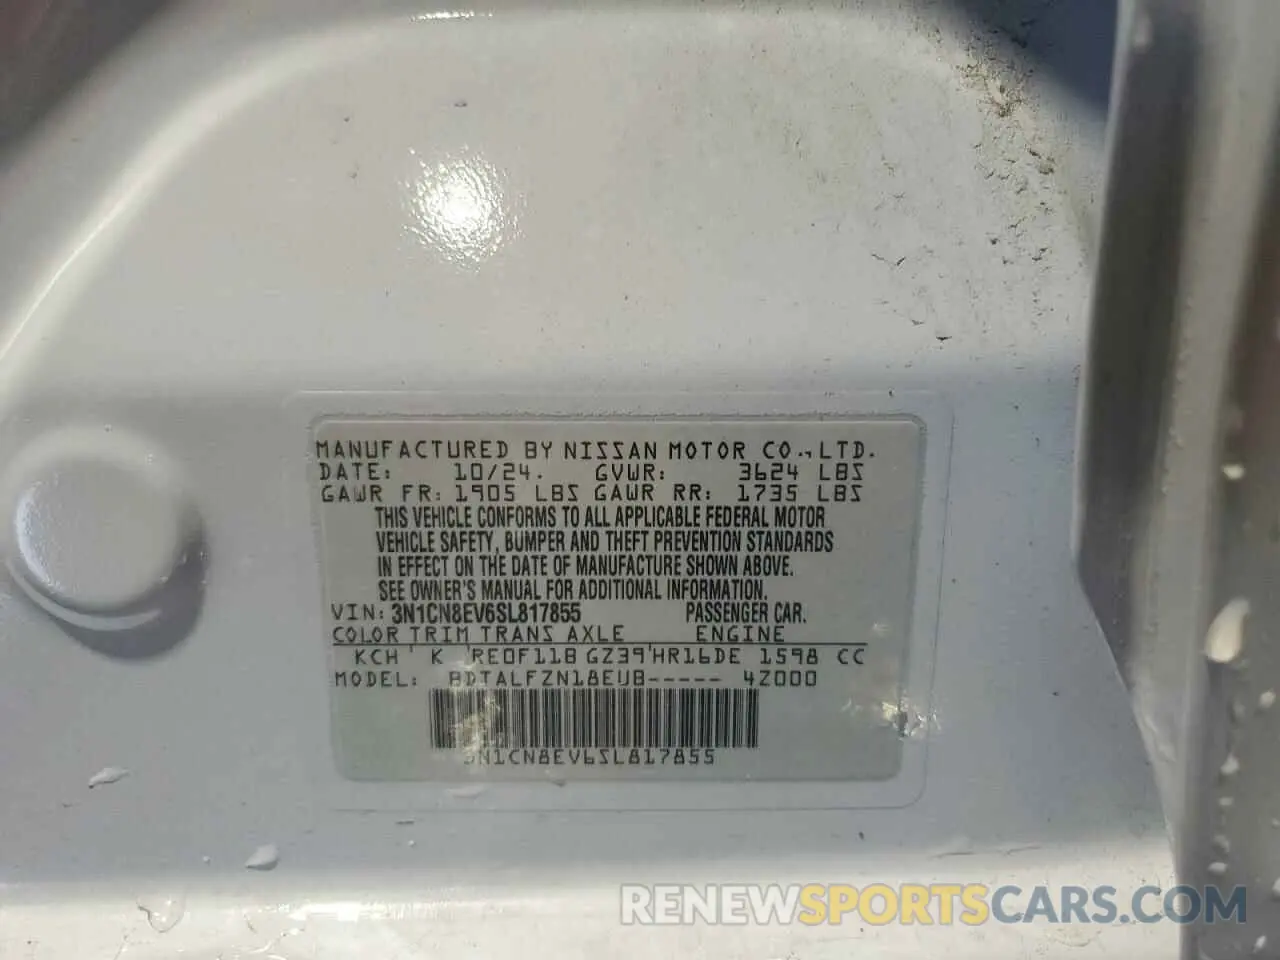 MANUFACTURED BY NISSAN MOTOR CO., LTD.
DATE: 10/24. GVWR: 3624 LBS
GAWR FR: 1905 LBS GAWR RR: 1735 LBS
THIS VEHICLE CONFORMS TO ALL APPLICABLE FEDERAL MOTOR
VEHICLE SAFETY, BUMPER AND THEFT PREVENTION STANDARDS
IN EFFECT ON THE DATE OF MANUFACTURE SHOWN ABOVE.
SEE OWNER'S MANUAL FOR ADDITIONAL INFORMATION.
VIN: 3N1CN8EV6SL817855 PASSENGER CAR.
COLOR TRIM TRANS AXLE ENGINE
KCH K RE0F11B GZ39 HR16DE 1598 CC
MODEL: BDTALFZN18EUB----- 4Z000
3N1CN8EV6SL817855
RENEWSPORTSCARS.COM